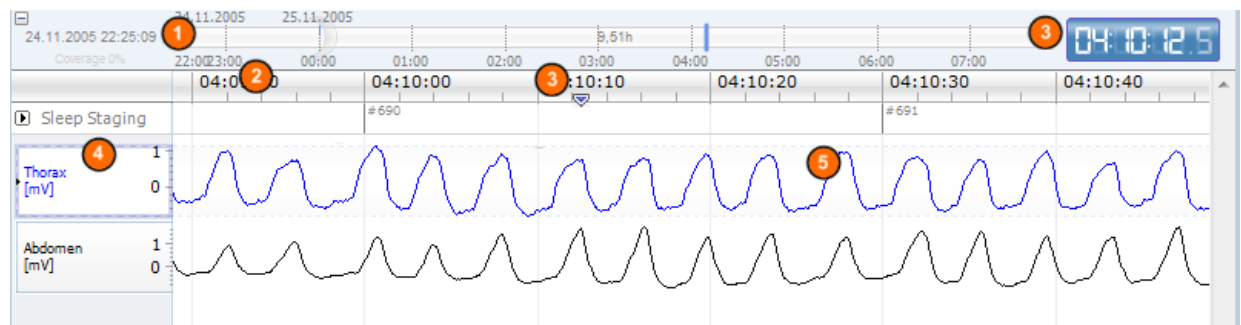 24.11.2005 25.11.2005
24.11.2005 22:25:09 1 9,51h 3 04:10:12.5
Coverage 0% 22:00 23:00 00:00 01:00 02:00 03:00 04:00 05:00 06:00 07:00
2 04:10:00 3 :10:10 04:10:20 04:10:30 04:10:40
Sleep Staging #690 #691
4 1 5
Thorax
[mV] 0
Abdomen 1
[mV] 0